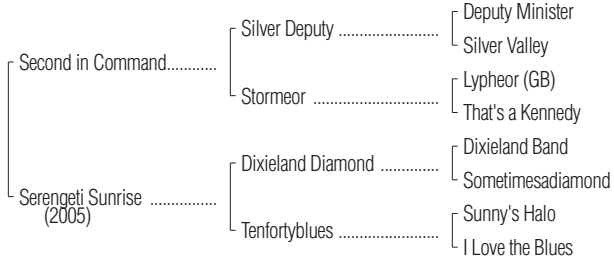 Deputy Minister
Silver Deputy ........................
Silver Valley
Second in Command............
Lypheor (GB)
Stormeor ..............................
That's a Kennedy
Dixieland Band
Dixieland Diamond ..............
Sometimesadiamond
Serengeti Sunrise ................
(2005)
Sunny's Halo
Tenfortyblues ........................
I Love the Blues